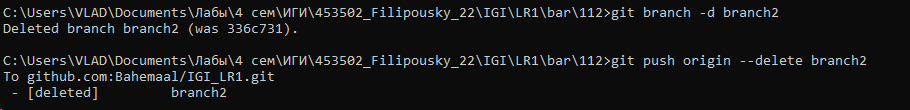 C:\Users\VLAD\Documents\Лабы\4 сем\ИГИ\453502_Filipousky_22\IGI\LR1\bar\112>git branch -d branch2
Deleted branch branch2 (was 336c731).
C:\Users\VLAD\Documents\Лабы\4 сем\ИГИ\453502_Filipousky_22\IGI\LR1\bar\112>git push origin --delete branch2
To github.com:Bahemaal/IGI_LR1.git
 - [deleted]         branch2